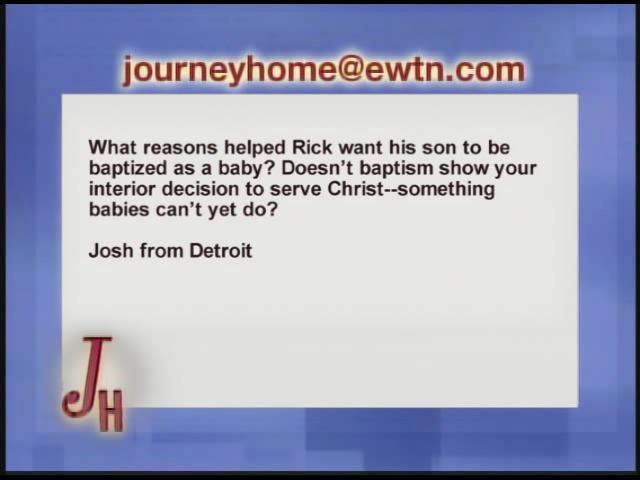 journeyhome@ewtn.com
What reasons helped Rick want his son to be
baptized as a baby? Doesn't baptism show your
interior decision to serve Christ--something
babies can't yet do?
Josh from Detroit
JH